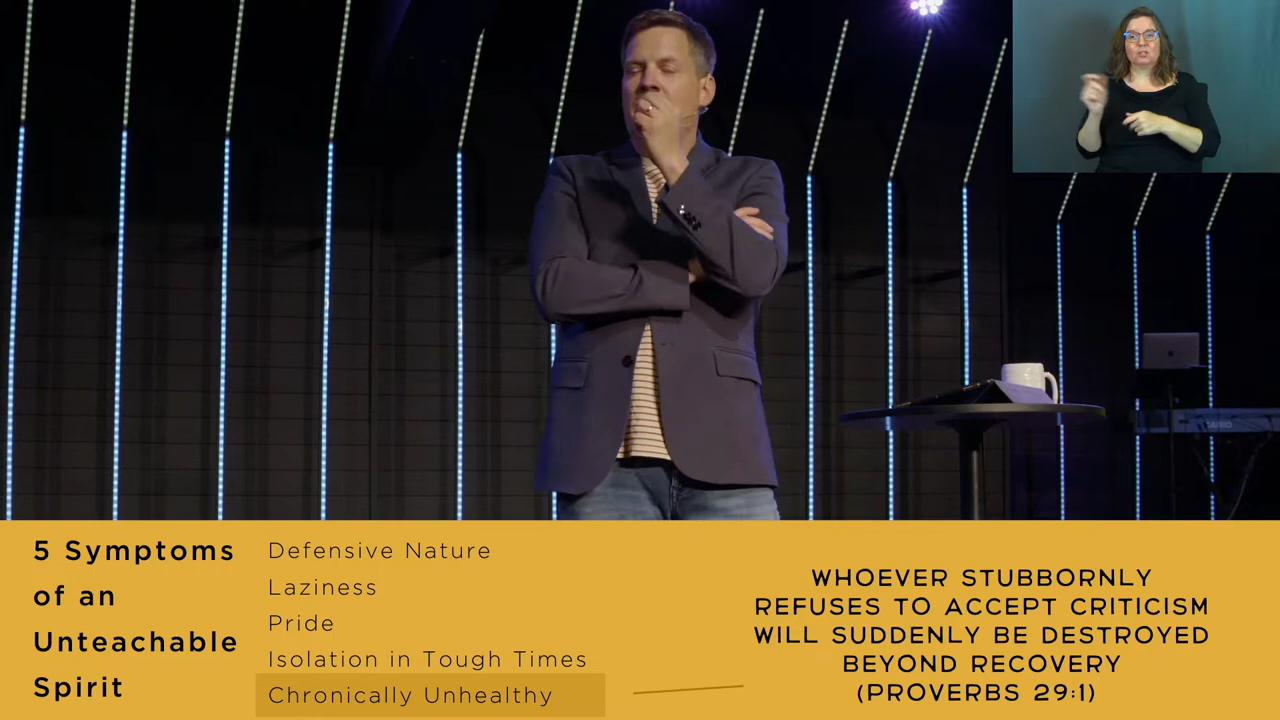 5 Symptoms
of an
Unteachable
Spirit
Defensive Nature
Laziness
Pride
Isolation in Tough Times
Chronically Unhealthy
WHOEVER STUBBORNLY
REFUSES TO ACCEPT CRITICISM
WILL SUDDENLY BE DESTROYED
BEYOND RECOVERY
(PROVERBS 29:1)